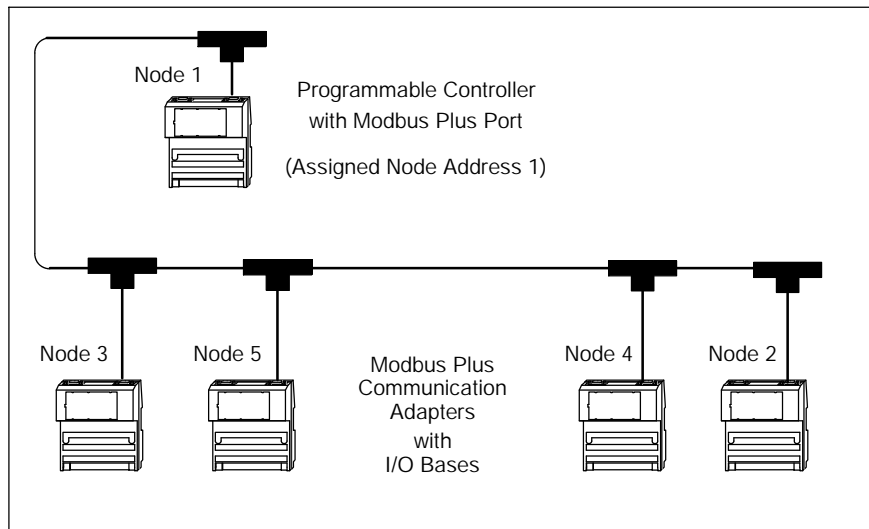 Node 1
Programmable Controller
with Modbus Plus Port
(Assigned Node Address 1)
Node 3
Node 5
Modbus Plus
Communication
Adapters
with
I/O Bases
Node 4
Node 2